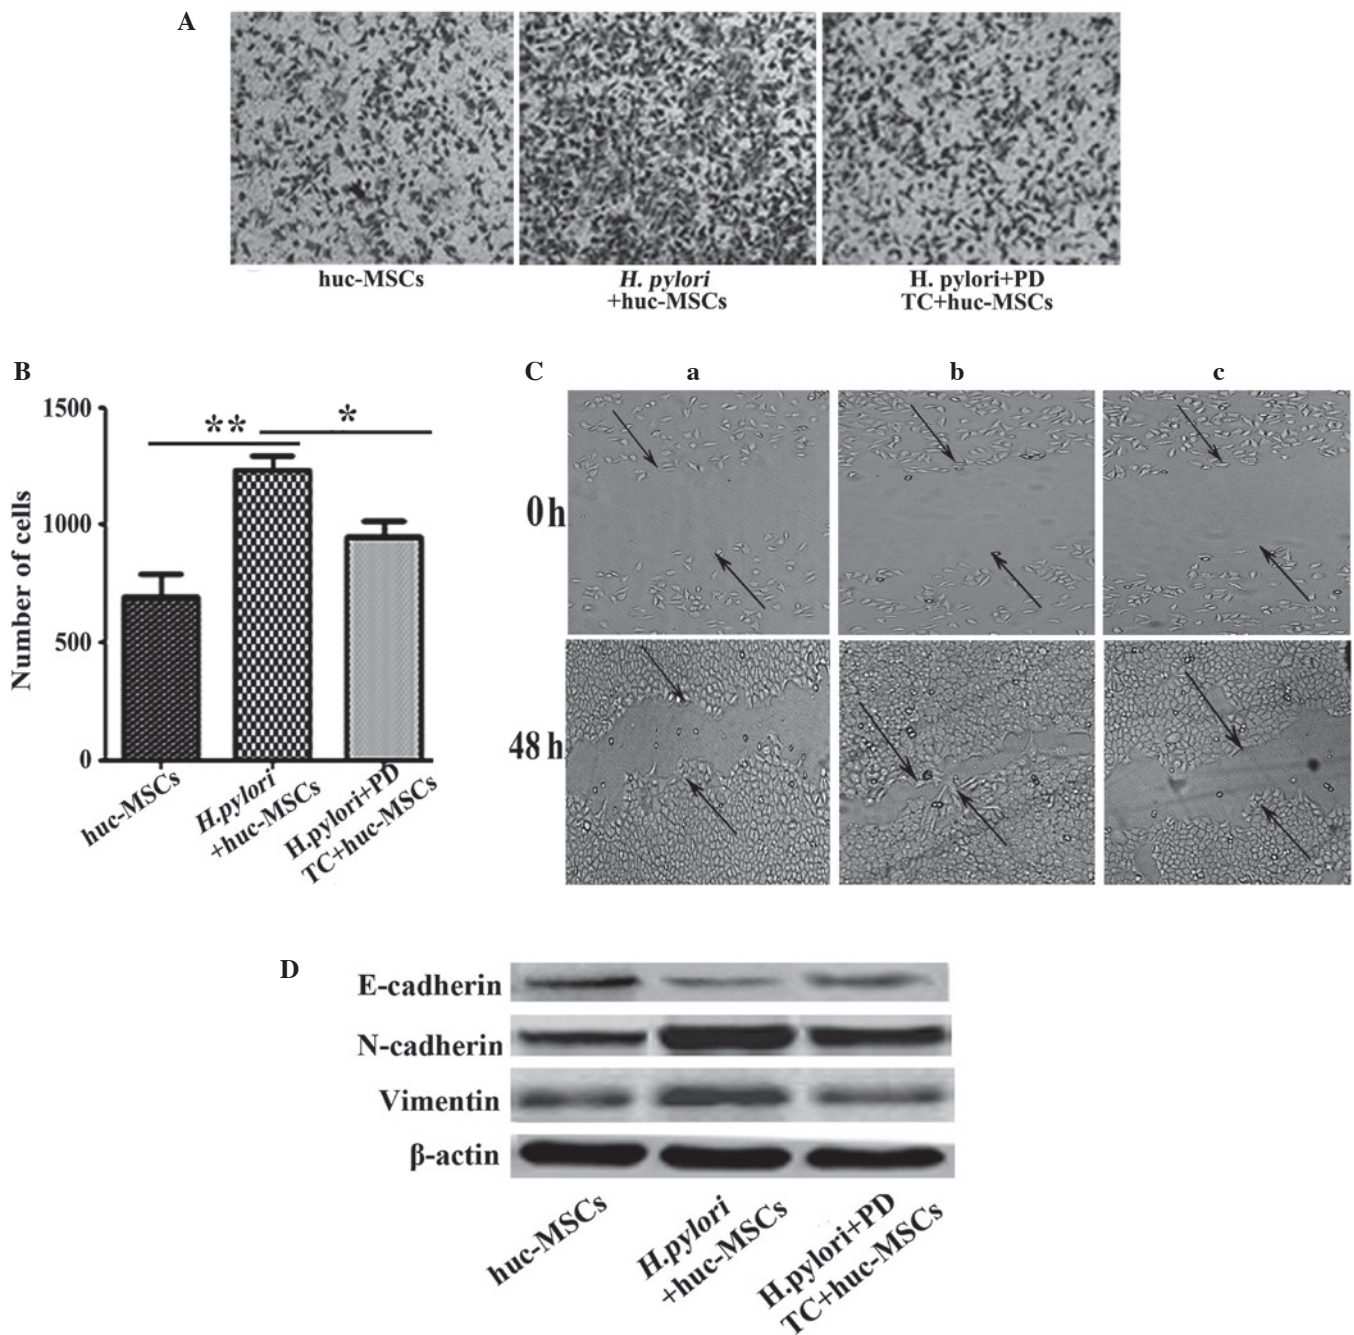 A
huc-MSCs
H. pylori
+huc-MSCs
H. pylori+PD
TC+huc-MSCs
B
Number of cells
1500
1000
500
0
**
*
huc-MSCs
H.pylori
+huc-MSCs
H.pylori+PD
TC+huc-MSCs
C
a
b
c
0h
48h
D
E-cadherin
N-cadherin
Vimentin
β-actin
huc-MSCs
H.pylori
+huc-MSCs
H.pylori+PD
TC+huc-MSCs